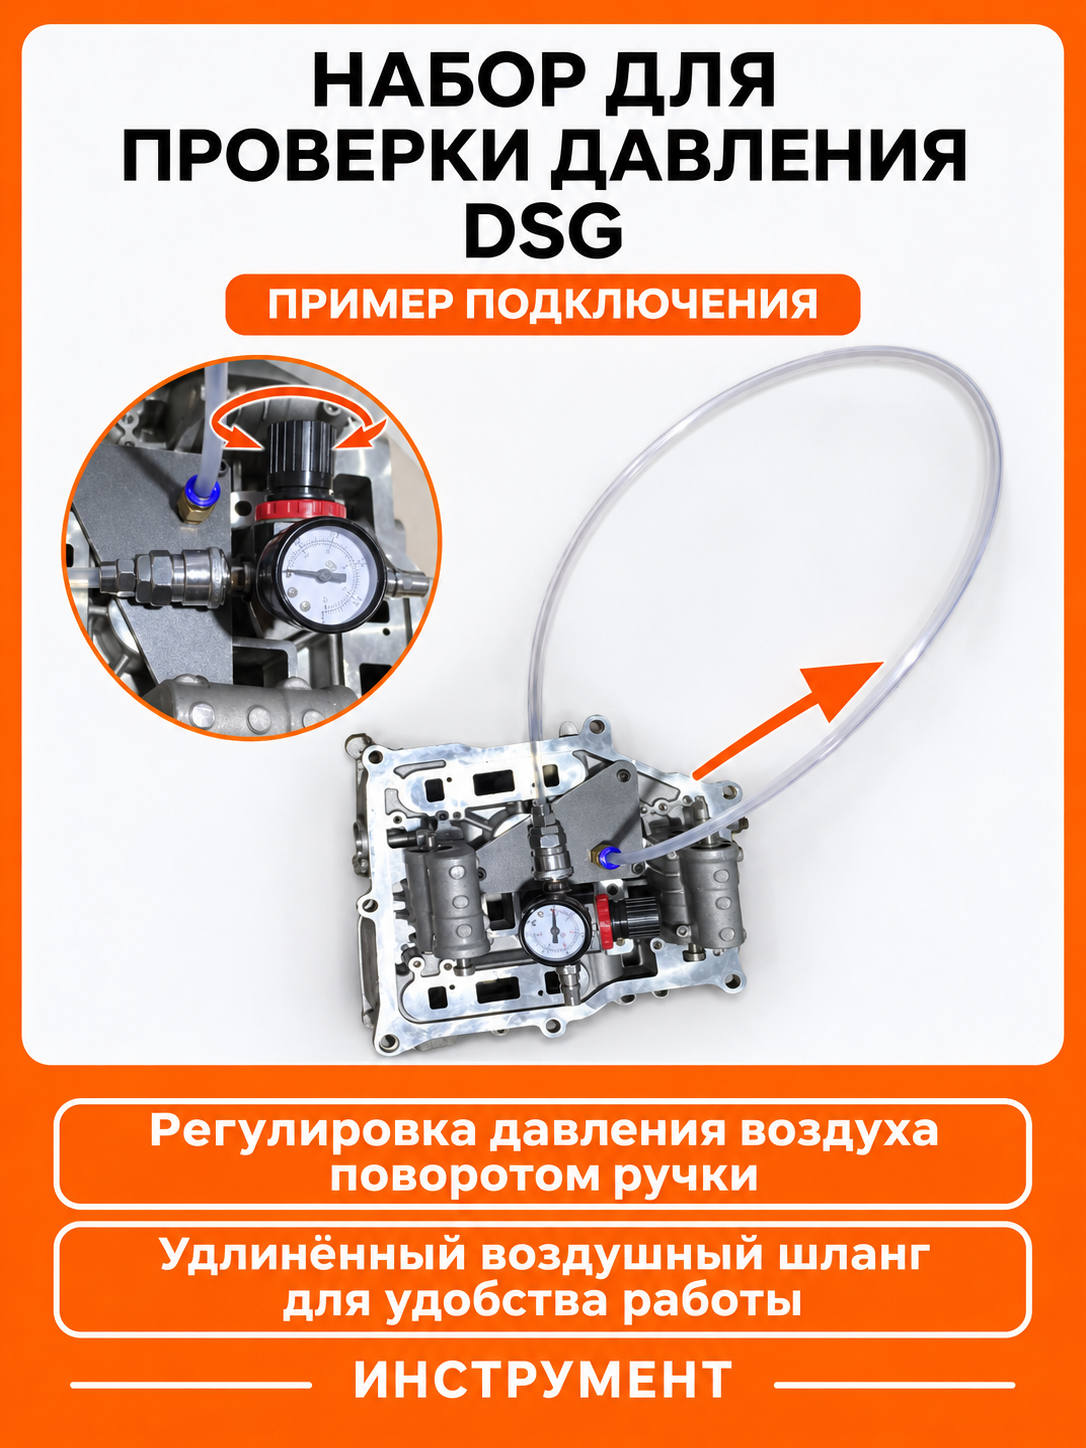 НАБОР ДЛЯ
ПРОВЕРКИ ДАВЛЕНИЯ
DSG
ПРИМЕР ПОДКЛЮЧЕНИЯ
Регулировка давления воздуха
поворотом ручки
Удлинённый воздушный шланг
для удобства работы
ИНСТРУМЕНТ